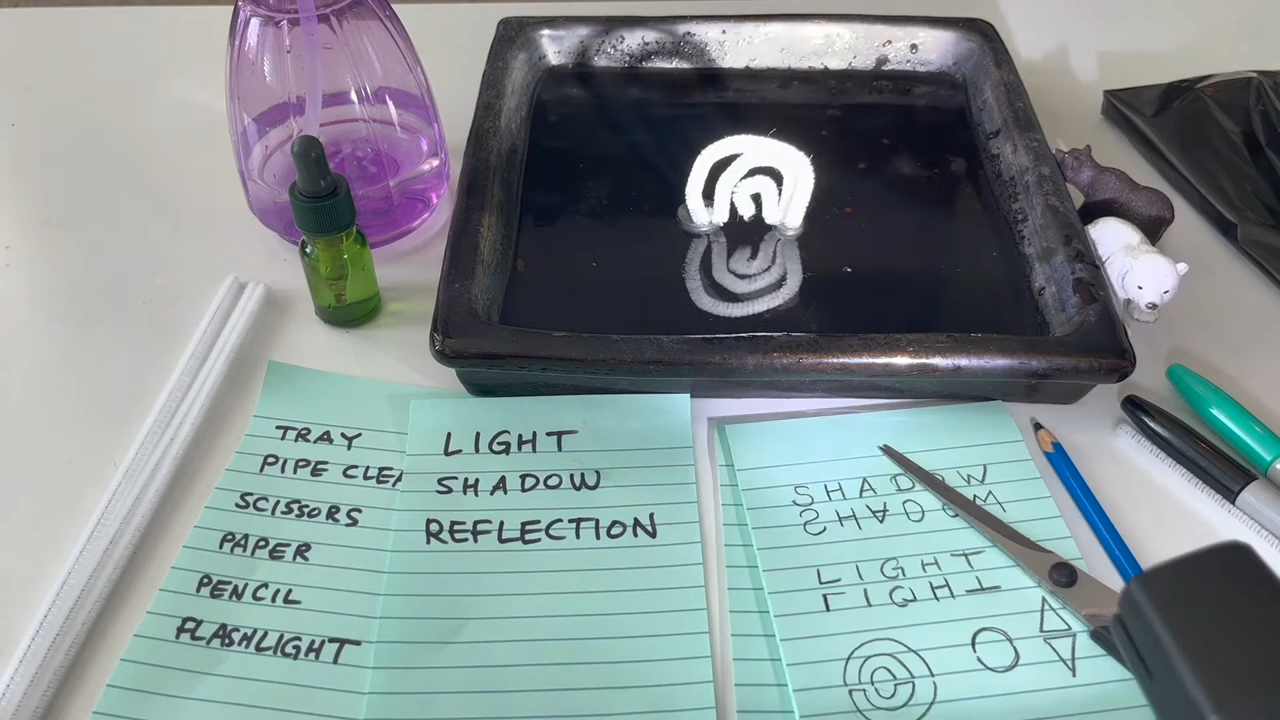 TRAY
PIPE CLEA
SCISSORS
PAPER
PENCIL
FLASHLIGHT
LIGHT
SHADOW
REFLECTION
SHADOW
LIGHT